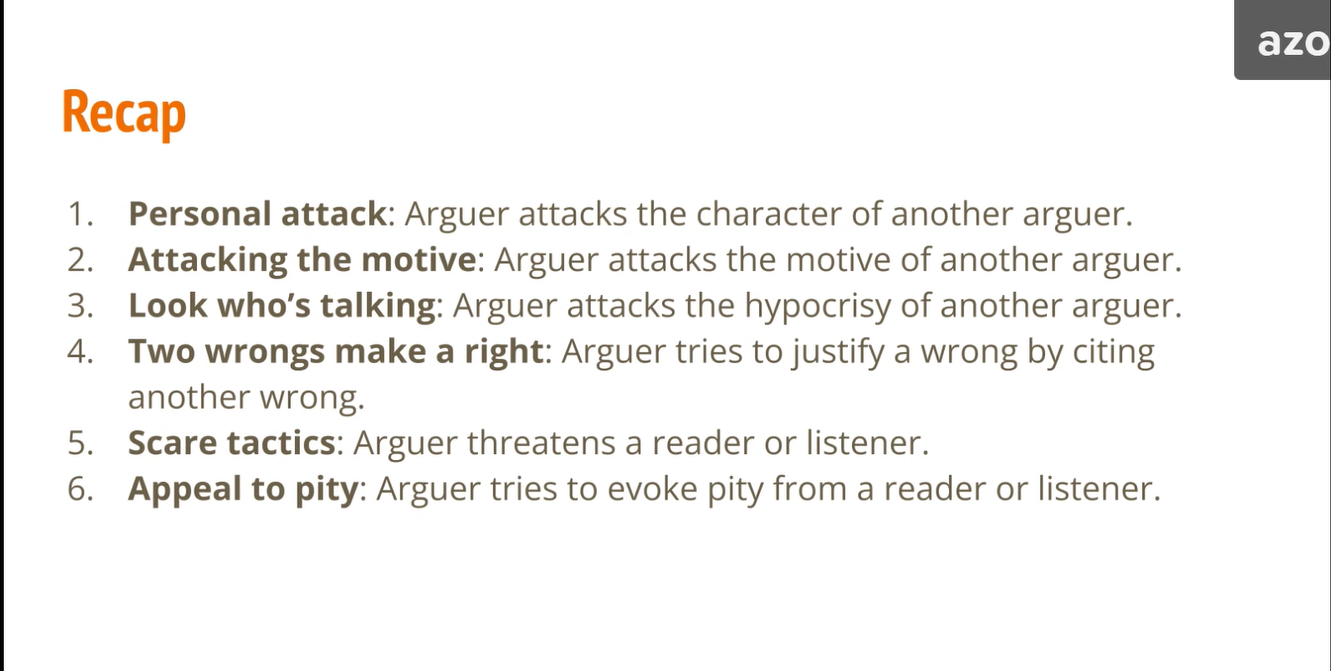 azo
Recap
1. Personal attack: Arguer attacks the character of another arguer.
2. Attacking the motive: Arguer attacks the motive of another arguer.
3. Look who’s talking: Arguer attacks the hypocrisy of another arguer.
4. Two wrongs make a right: Arguer tries to justify a wrong by citing
another wrong.
5. Scare tactics: Arguer threatens a reader or listener.
6. Appeal to pity: Arguer tries to evoke pity from a reader or listener.